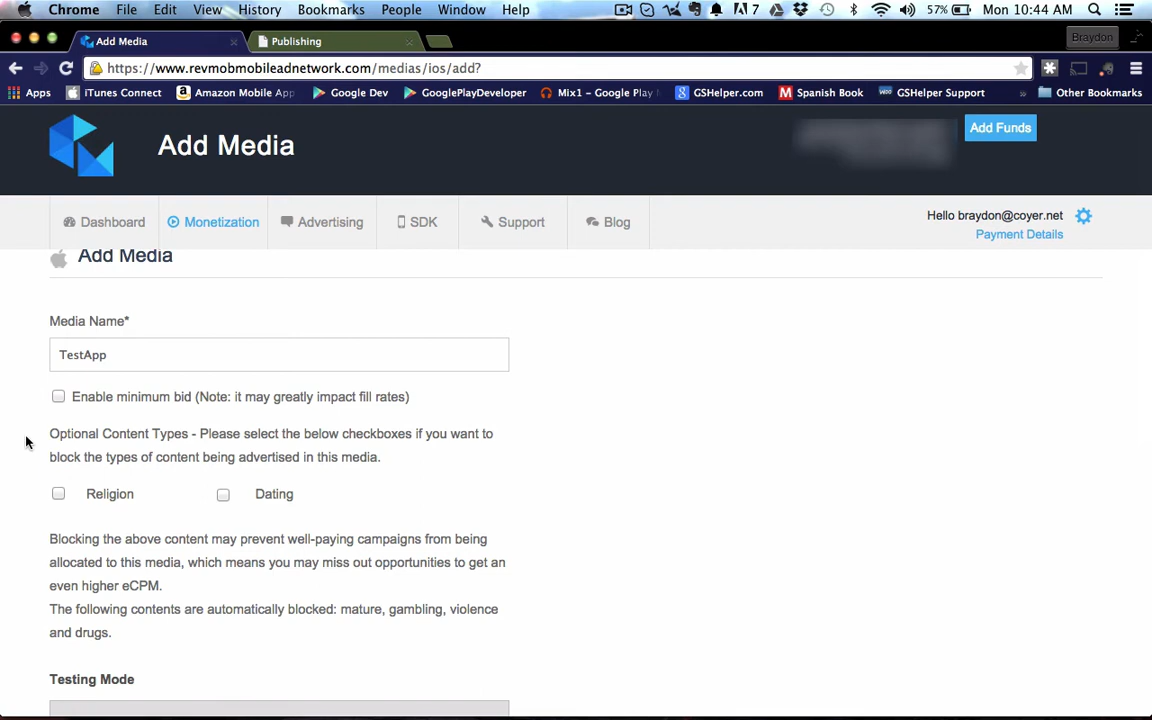 Chrome File Edit View History Bookmarks People Window Help 7 57% Mon 10:44 AM
Add Media Publishing Braydon
https://www.revmobmobileadnetwork.com/medias/ios/add?
Apps iTunes Connect Amazon Mobile App Google Dev GooglePlayDeveloper Mix1 – Google Play GSHelper.com Spanish Book GSHelper Support » Other Bookmarks
Add Media
Add Funds
Dashboard Monetization Advertising SDK Support Blog
Hello braydon@coyer.net
Payment Details
Add Media
Media Name*
TestApp
Enable minimum bid (Note: it may greatly impact fill rates)
Optional Content Types - Please select the below checkboxes if you want to
block the types of content being advertised in this media.
Religion Dating
Blocking the above content may prevent well-paying campaigns from being
allocated to this media, which means you may miss out opportunities to get an
even higher eCPM.
The following contents are automatically blocked: mature, gambling, violence
and drugs.
Testing Mode